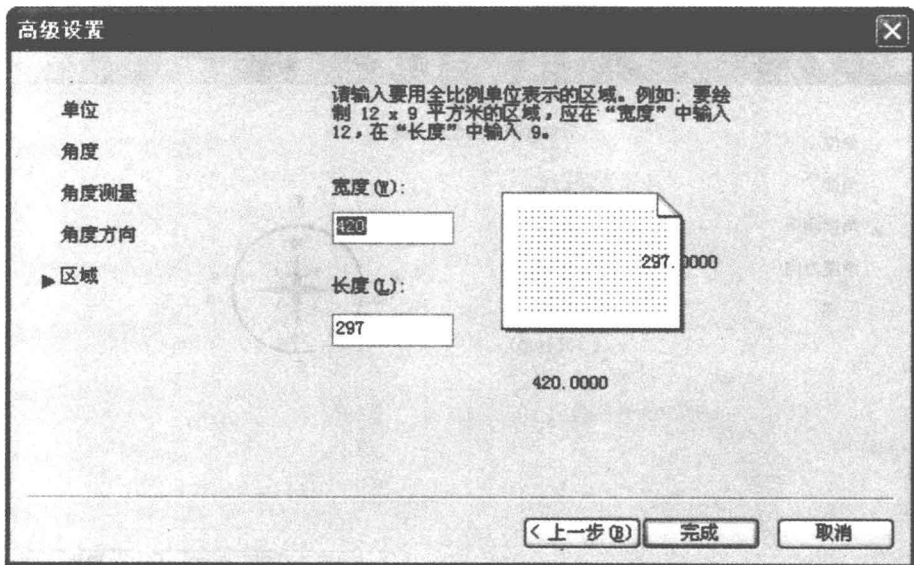 高级设置
单位
角度
角度测量
角度方向
▶区域
请输入要用全比例单位表示的区域。例如: 要绘
制 12 x 9 平方米的区域，应在“宽度”中输入
12，在“长度”中输入 9。
宽度(W):
420
长度(L):
297
297.0000
420.0000
< 上一步(B)
完成
取消